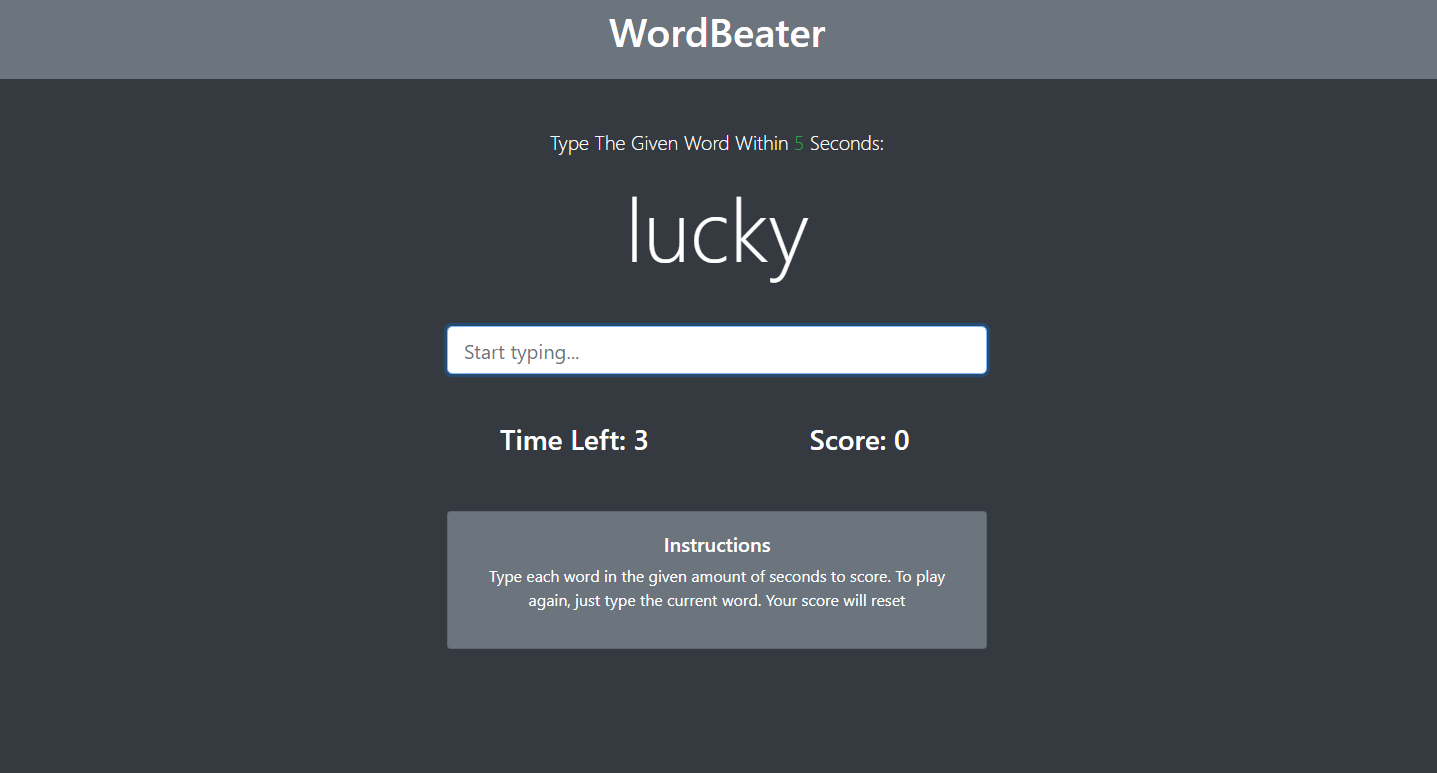 WordBeater
Type The Given Word Within 5 Seconds:
lucky
Start typing...
Time Left: 3 Score: 0
Instructions
Type each word in the given amount of seconds to score. To play
again, just type the current word. Your score will reset